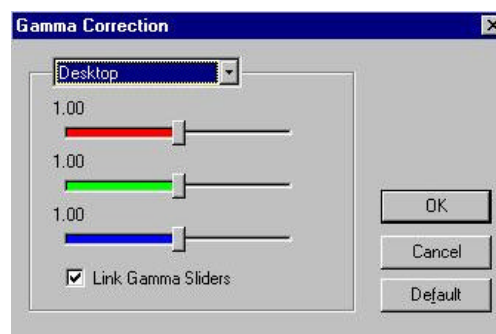 Gamma Correction
Desktop
1.00
1.00
1.00
Link Gamma Sliders
OK
Cancel
Default